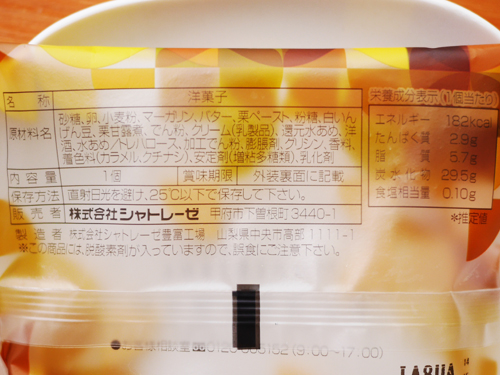 名 称 洋菓子
原材料名 砂糖、卵、小麦粉、マーガリン、バター、栗ペースト、粉糖、白いん
げん豆、栗甘露煮、でん粉、クリーム(乳製品)、還元水あめ、洋
酒、水あめ、トレハロース、加工でん粉、膨脹剤、グリシン、香料、
着色料(カラメル、クチナシ)、安定剤(増粘多糖類)、乳化剤
内 容 量 1個 賞味期限 外装裏面に記載
保存方法 直射日光を避け、25℃以下で保存して下さい。
販 売 者 株式会社シャトレーゼ 甲府市下曽根町3440-1
製 造 者 株式会社シャトレーゼ豊富工場 山梨県中央市高部1111-1
※この商品には、脱酸素剤が入っていますので、誤食にご注意下さい。
栄養成分表示(1個当たり)
エネルギー 182kcal
たんぱく質 2.9g
脂 質 5.7g
炭水化物 29.5g
食塩相当量 0.10g
*推定値
お客様相談室 (9:00~17:00)